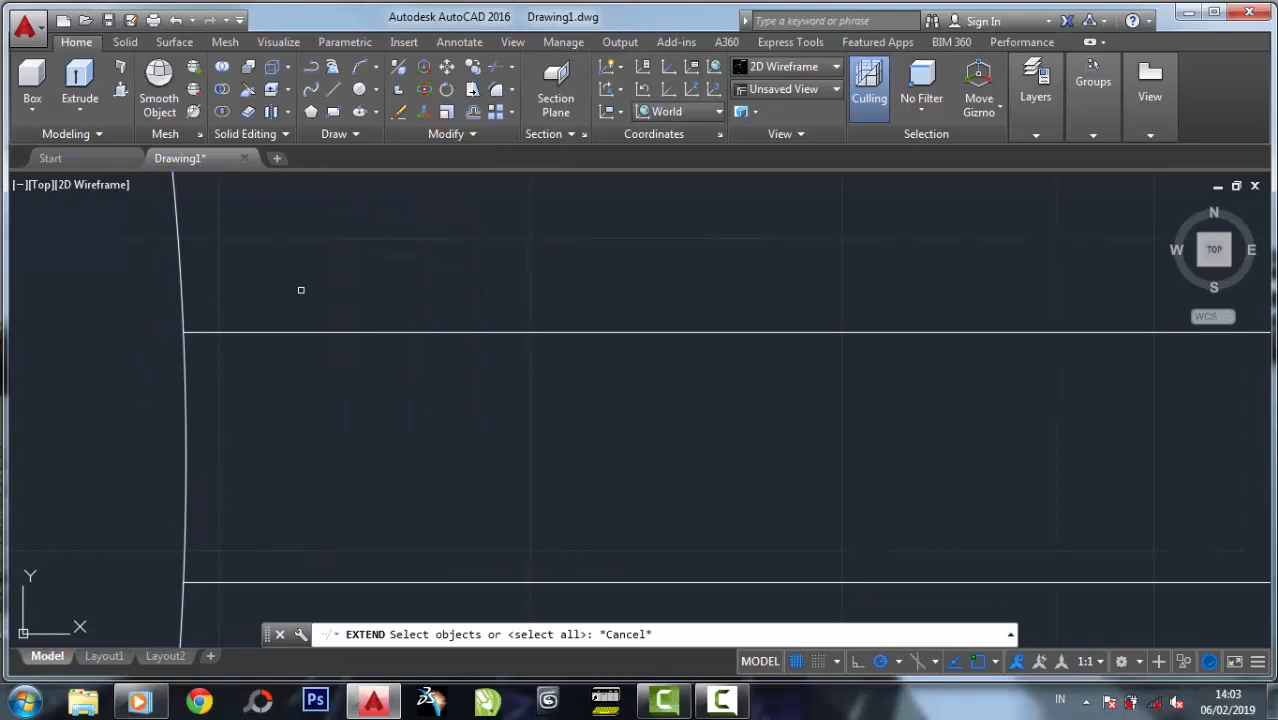 Autodesk AutoCAD 2016 Drawing1.dwg
Type a keyword or phrase
Sign In
Home Solid Surface Mesh Visualize Parametric Insert Annotate View Manage Output Add-ins A360 Express Tools Featured Apps BIM 360 Performance
2D Wireframe
Unsaved View
World
Box Extrude Smooth Object Section Plane Culling No Filter Move Gizmo Layers Groups View
Modeling Mesh Solid Editing Draw Modify Section Coordinates View Selection
Start Drawing1*
[−][Top][2D Wireframe]
N
W TOP E
S
WCS
Y
X
EXTEND Select objects or <select all>: *Cancel*
Model Layout1 Layout2
MODEL 1:1
Ps
IN
14:03
06/02/2019